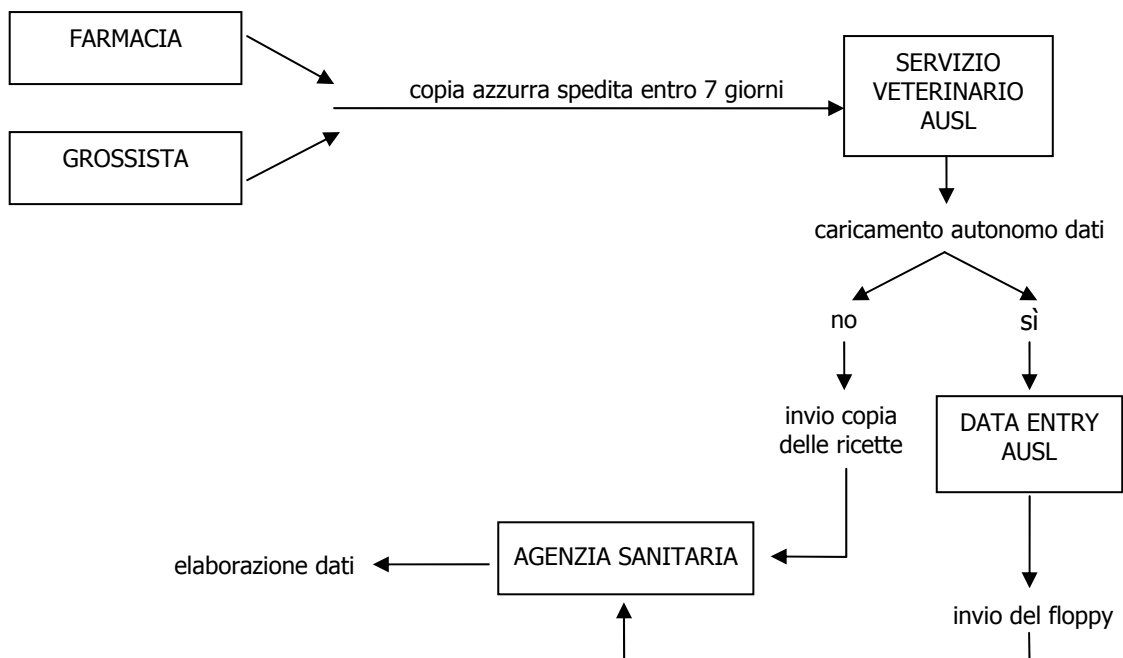 FARMACIA
GROSSISTA
copia azzurra spedita entro 7 giorni
SERVIZIO
VETERINARIO
AUSL
caricamento autonomo dati
no
sì
invio copia
delle ricette
DATA ENTRY
AUSL
AGENZIA SANITARIA
elaborazione dati
invio del floppy